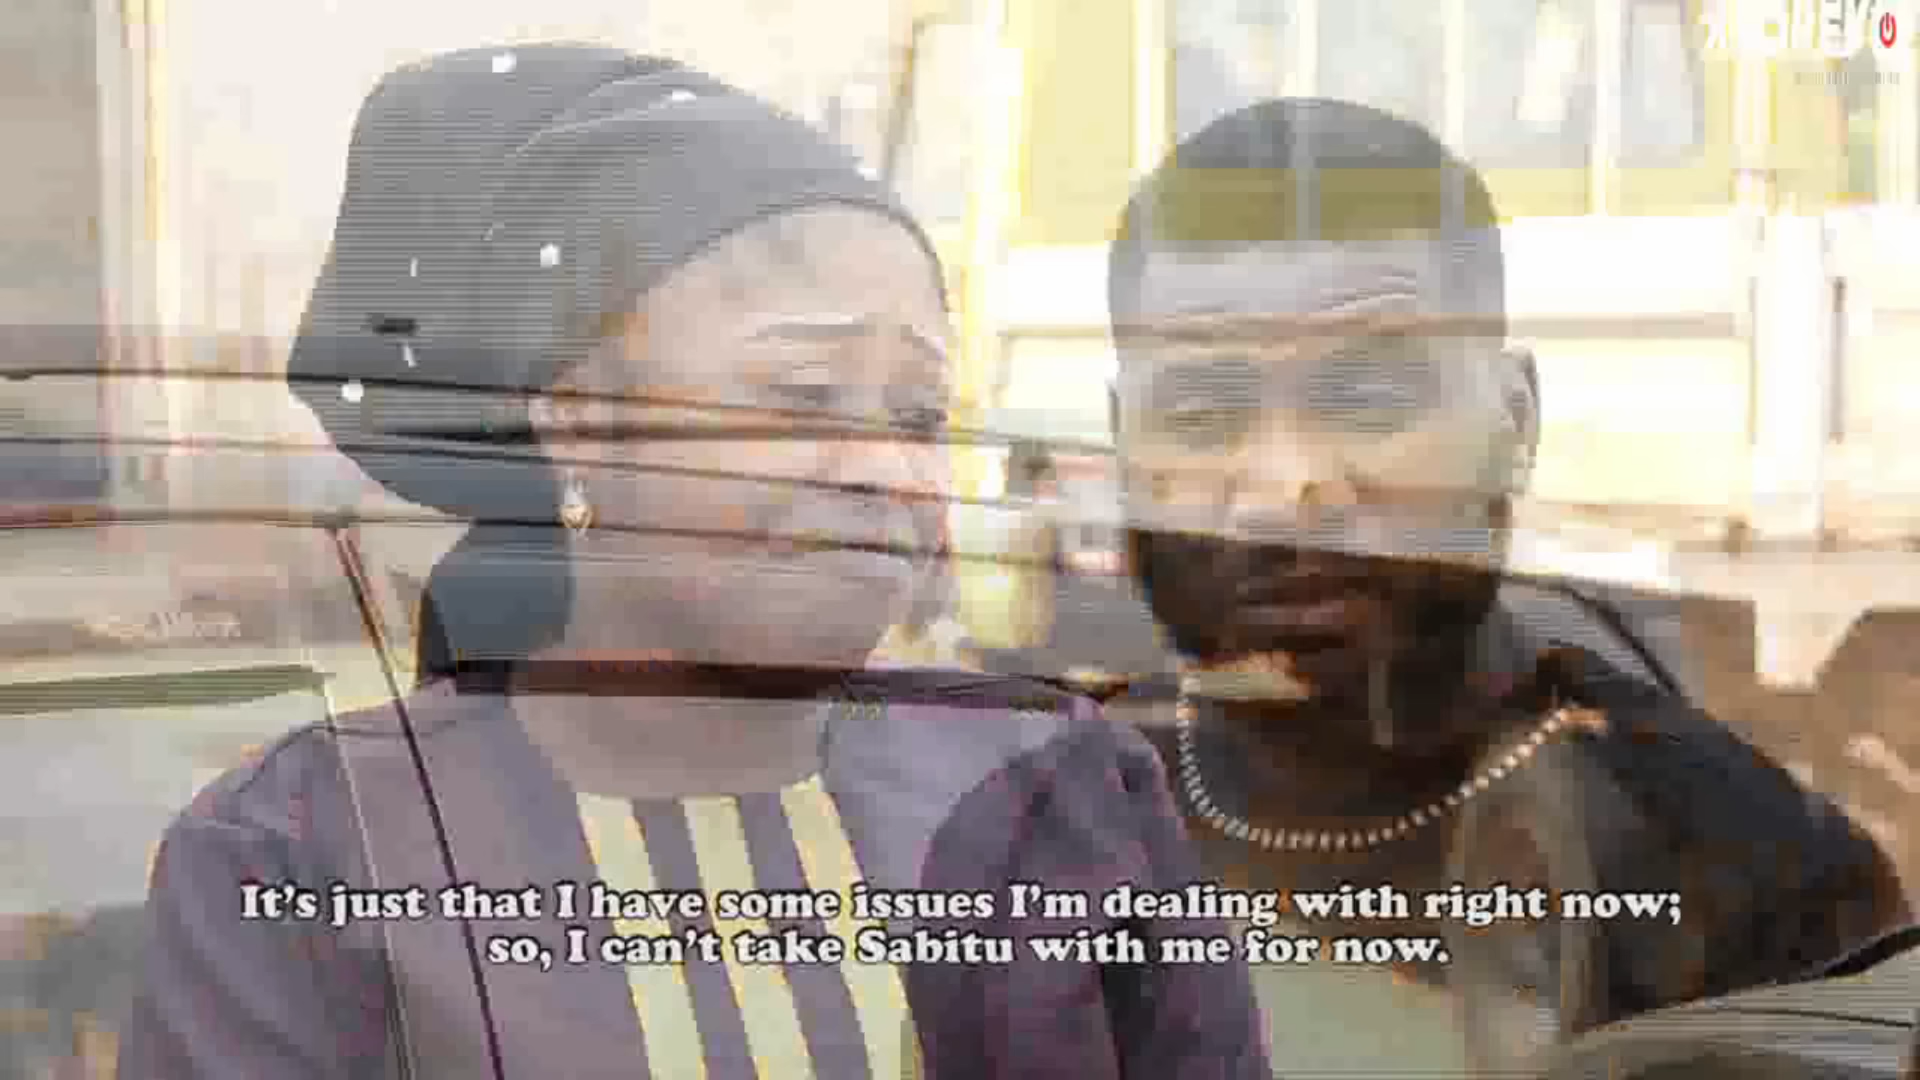 It's just that I have some issues I'm dealing with right now;
so, I can't take Sabitu with me for now.